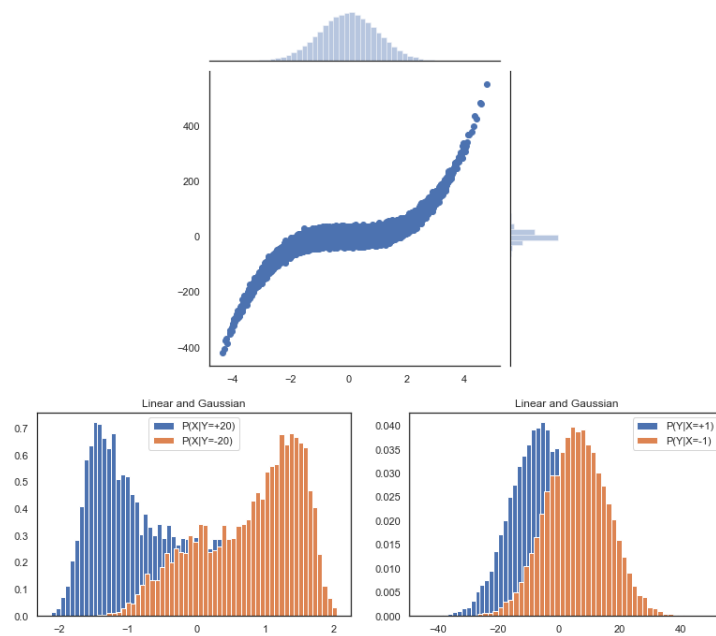 400
200
0
−200
−400
−4 −2 0 2 4
Linear and Gaussian
P(X|Y=+20)
P(X|Y=-20)
0.7
0.6
0.5
0.4
0.3
0.2
0.1
0.0
−2 −1 0 1 2
Linear and Gaussian
P(Y|X=+1)
P(Y|X=-1)
0.040
0.035
0.030
0.025
0.020
0.015
0.010
0.005
0.000
−40 −20 0 20 40